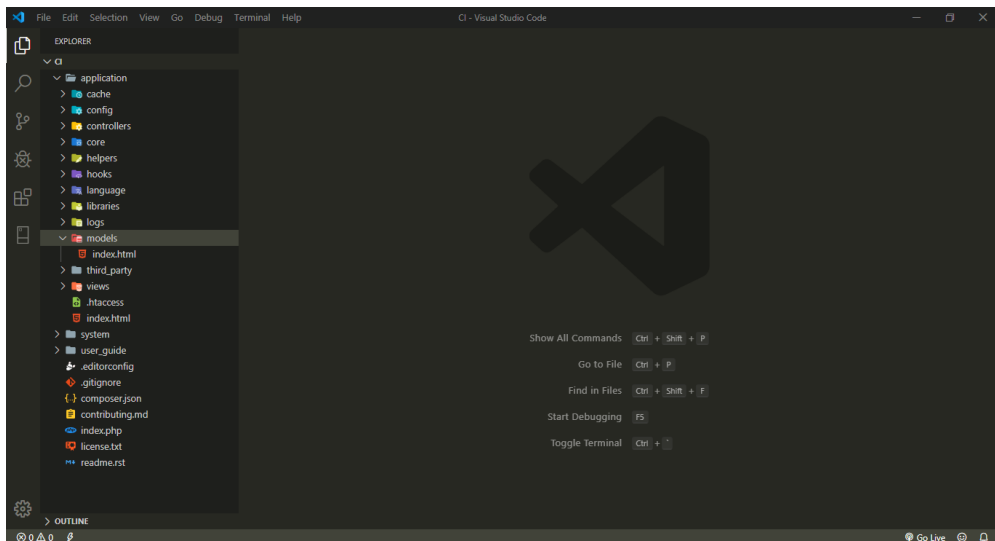 File Edit Selection View Go Debug Terminal Help
CI - Visual Studio Code
EXPLORER
CI
application
cache
config
controllers
core
helpers
hooks
language
libraries
logs
models
index.html
third_party
views
.htaccess
index.html
system
user_guide
.editorconfig
.gitignore
composer.json
contributing.md
index.php
license.txt
readme.rst
OUTLINE
Show All Commands Ctrl + Shift + P
Go to File Ctrl + P
Find in Files Ctrl + Shift + F
Start Debugging F5
Toggle Terminal Ctrl + `
0 0
Go Live